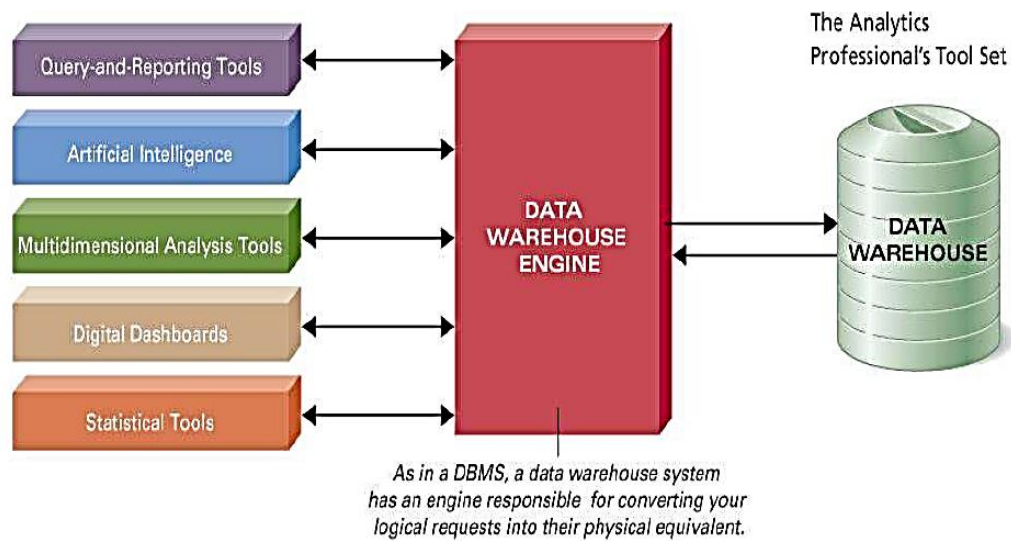 The Analytics
Professional's Tool Set
Query-and-Reporting Tools
Artificial Intelligence
Multidimensional Analysis Tools
Digital Dashboards
Statistical Tools
DATA
WAREHOUSE
ENGINE
DATA
WAREHOUSE
As in a DBMS, a data warehouse system
has an engine responsible for converting your
logical requests into their physical equivalent.